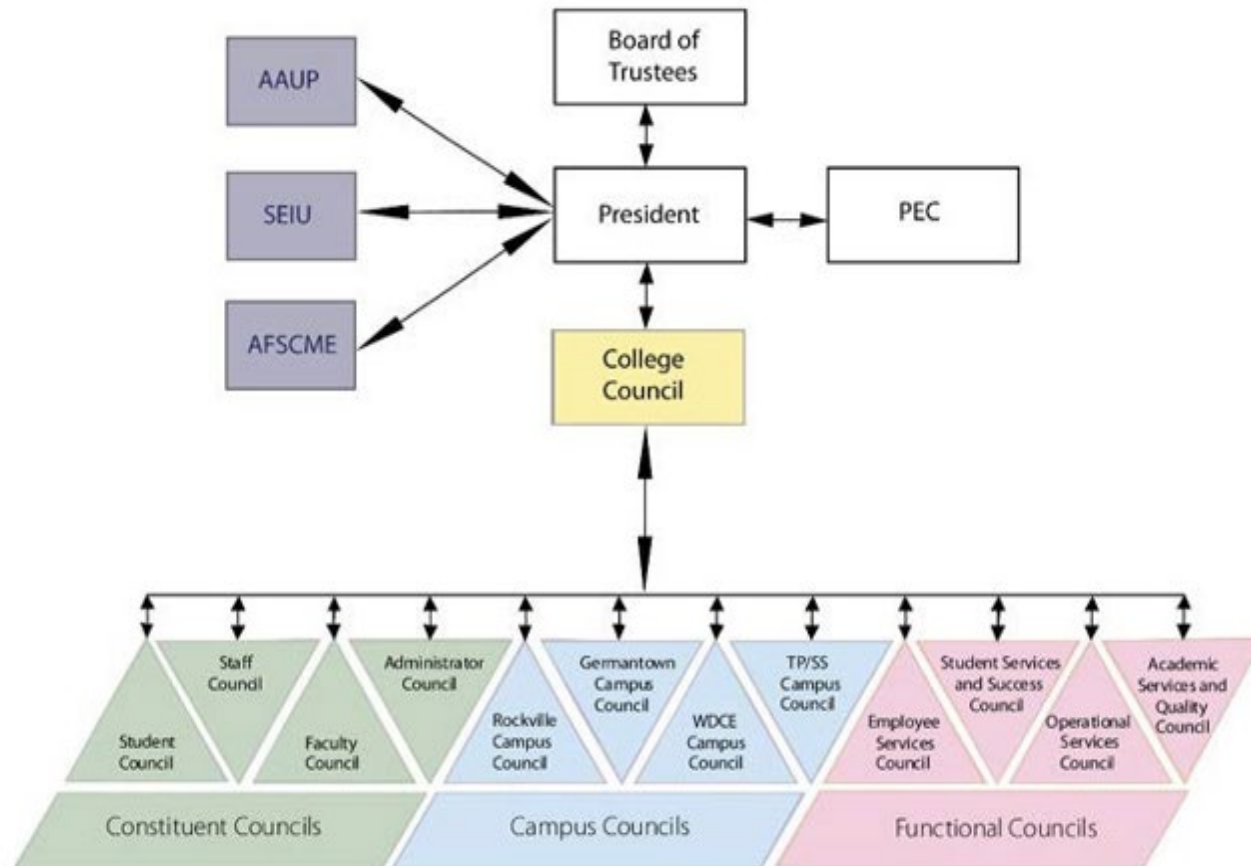 Board of
Trustees
AAUP
SEIU
President
PEC
AFSCME
College
Council
Staff
Council
Administrator
Council
Germantown
Campus
Council
TP/SS
Campus
Council
Student Services
and Success
Council
Academic
Services and
Quality
Council
Student
Council
Faculty
Council
Rockville
Campus
Council
WDCE
Campus
Council
Employee
Services
Council
Operational
Services
Council
Constituent Councils
Campus Councils
Functional Councils